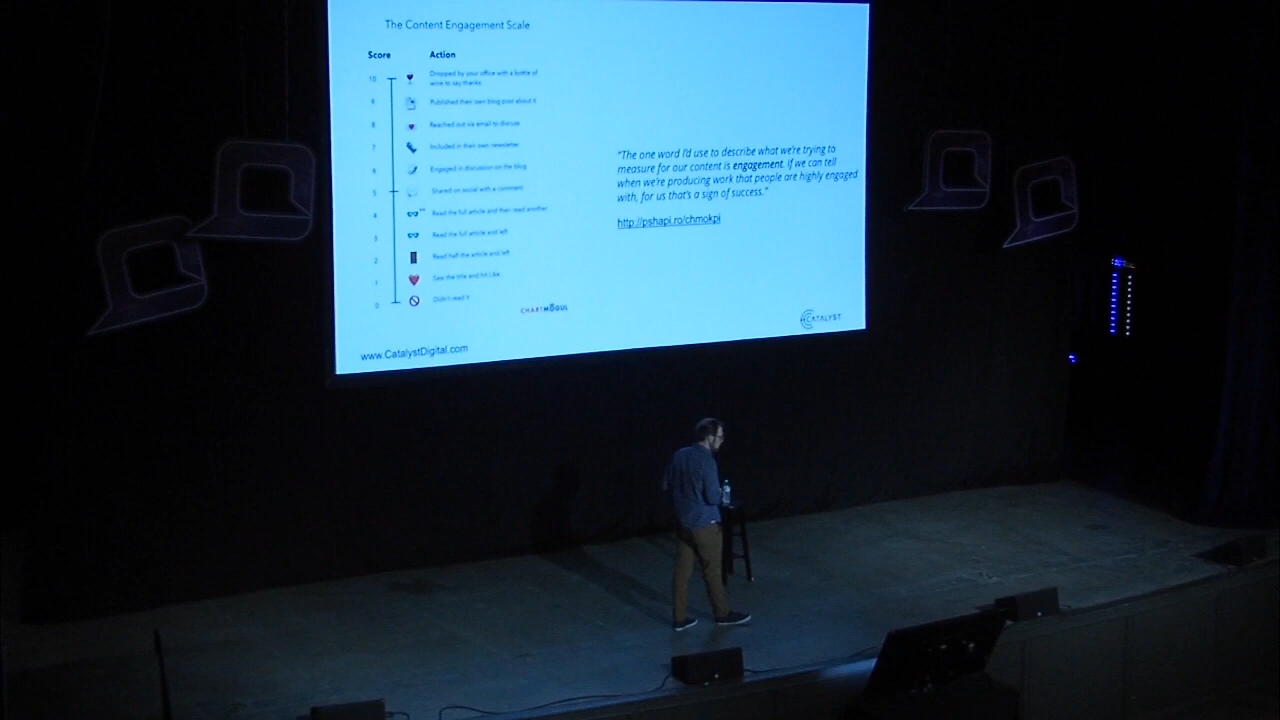 The Content Engagement Scale
Score Action
10 Dropped by your office with a bottle of
wine to say thanks
9 Published their own blog post about it
8 Reached out via email to discuss
7 Included in their own newsletter
6 Engaged in discussion on the blog
5 Shared on social with a comment
4 Read the full article and then read another
3 Read the full article and left
2 Read half the article and left
1 Saw the title and hit Like
0 Didn't read it
"The one word I'd use to describe what we're trying to
measure for our content is engagement. If we can tell
when we're producing work that people are highly engaged
with, for us that's a sign of success."
http://pshapi.ro/chmokpi
CHARTMOGUL
CATALYST
www.CatalystDigital.com